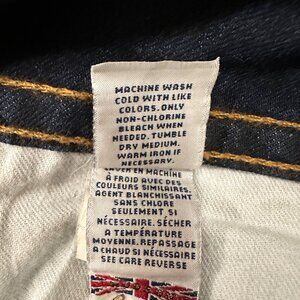 MACHINE WASH
COLD WITH LIKE
COLORS. ONLY
NON-CHLORINE
BLEACH WHEN
NEEDED. TUMBLE
DRY MEDIUM.
WARM IRON IF
NECESSARY.
LAVER EN MACHINE
À FROID AVEC DES
COULEURS SIMILAIRES.
AGENT BLANCHISSANT
SANS CHLORE
SEULEMENT SI
NÉCESSAIRE. SÉCHER
À TEMPÉRATURE
MOYENNE. REPASSAGE
À CHAUD SI NÉCESSAIRE
SEE CARE REVERSE